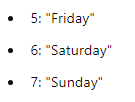 • 5: "Friday"
• 6: "Saturday"
• 7: "Sunday"